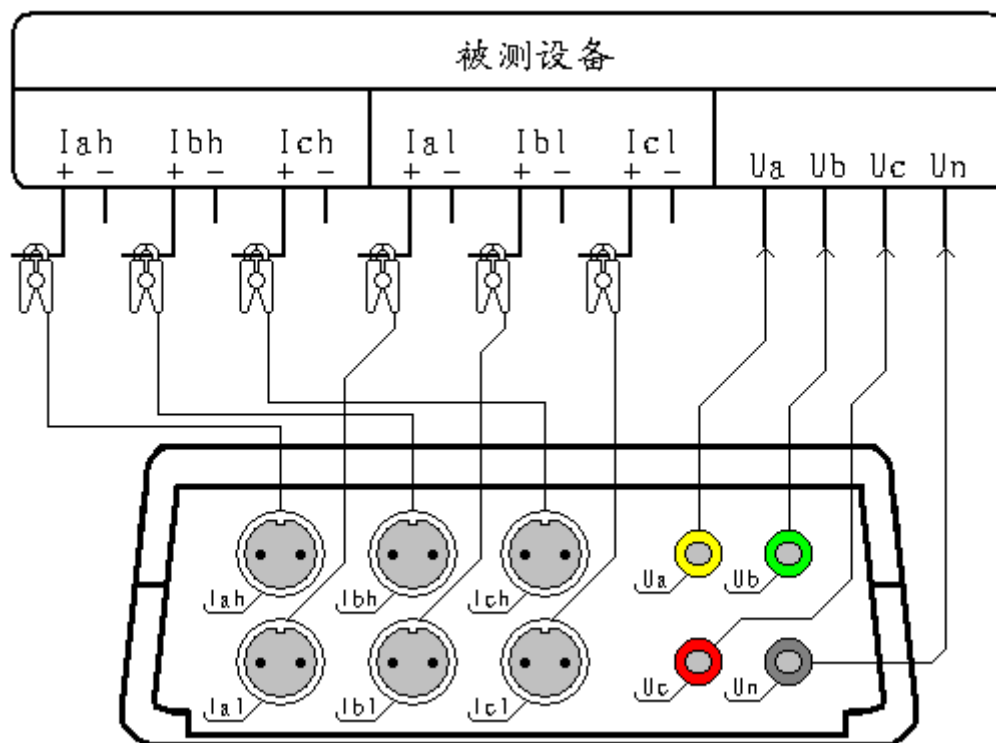 被测设备
Iah Ibh Ich Ial Ibl Icl
+ − + − + − + − + − + −
Ua Ub Uc Un
Iah Ibh Ich Ua Ub
Ial Ibl Icl Uc Un